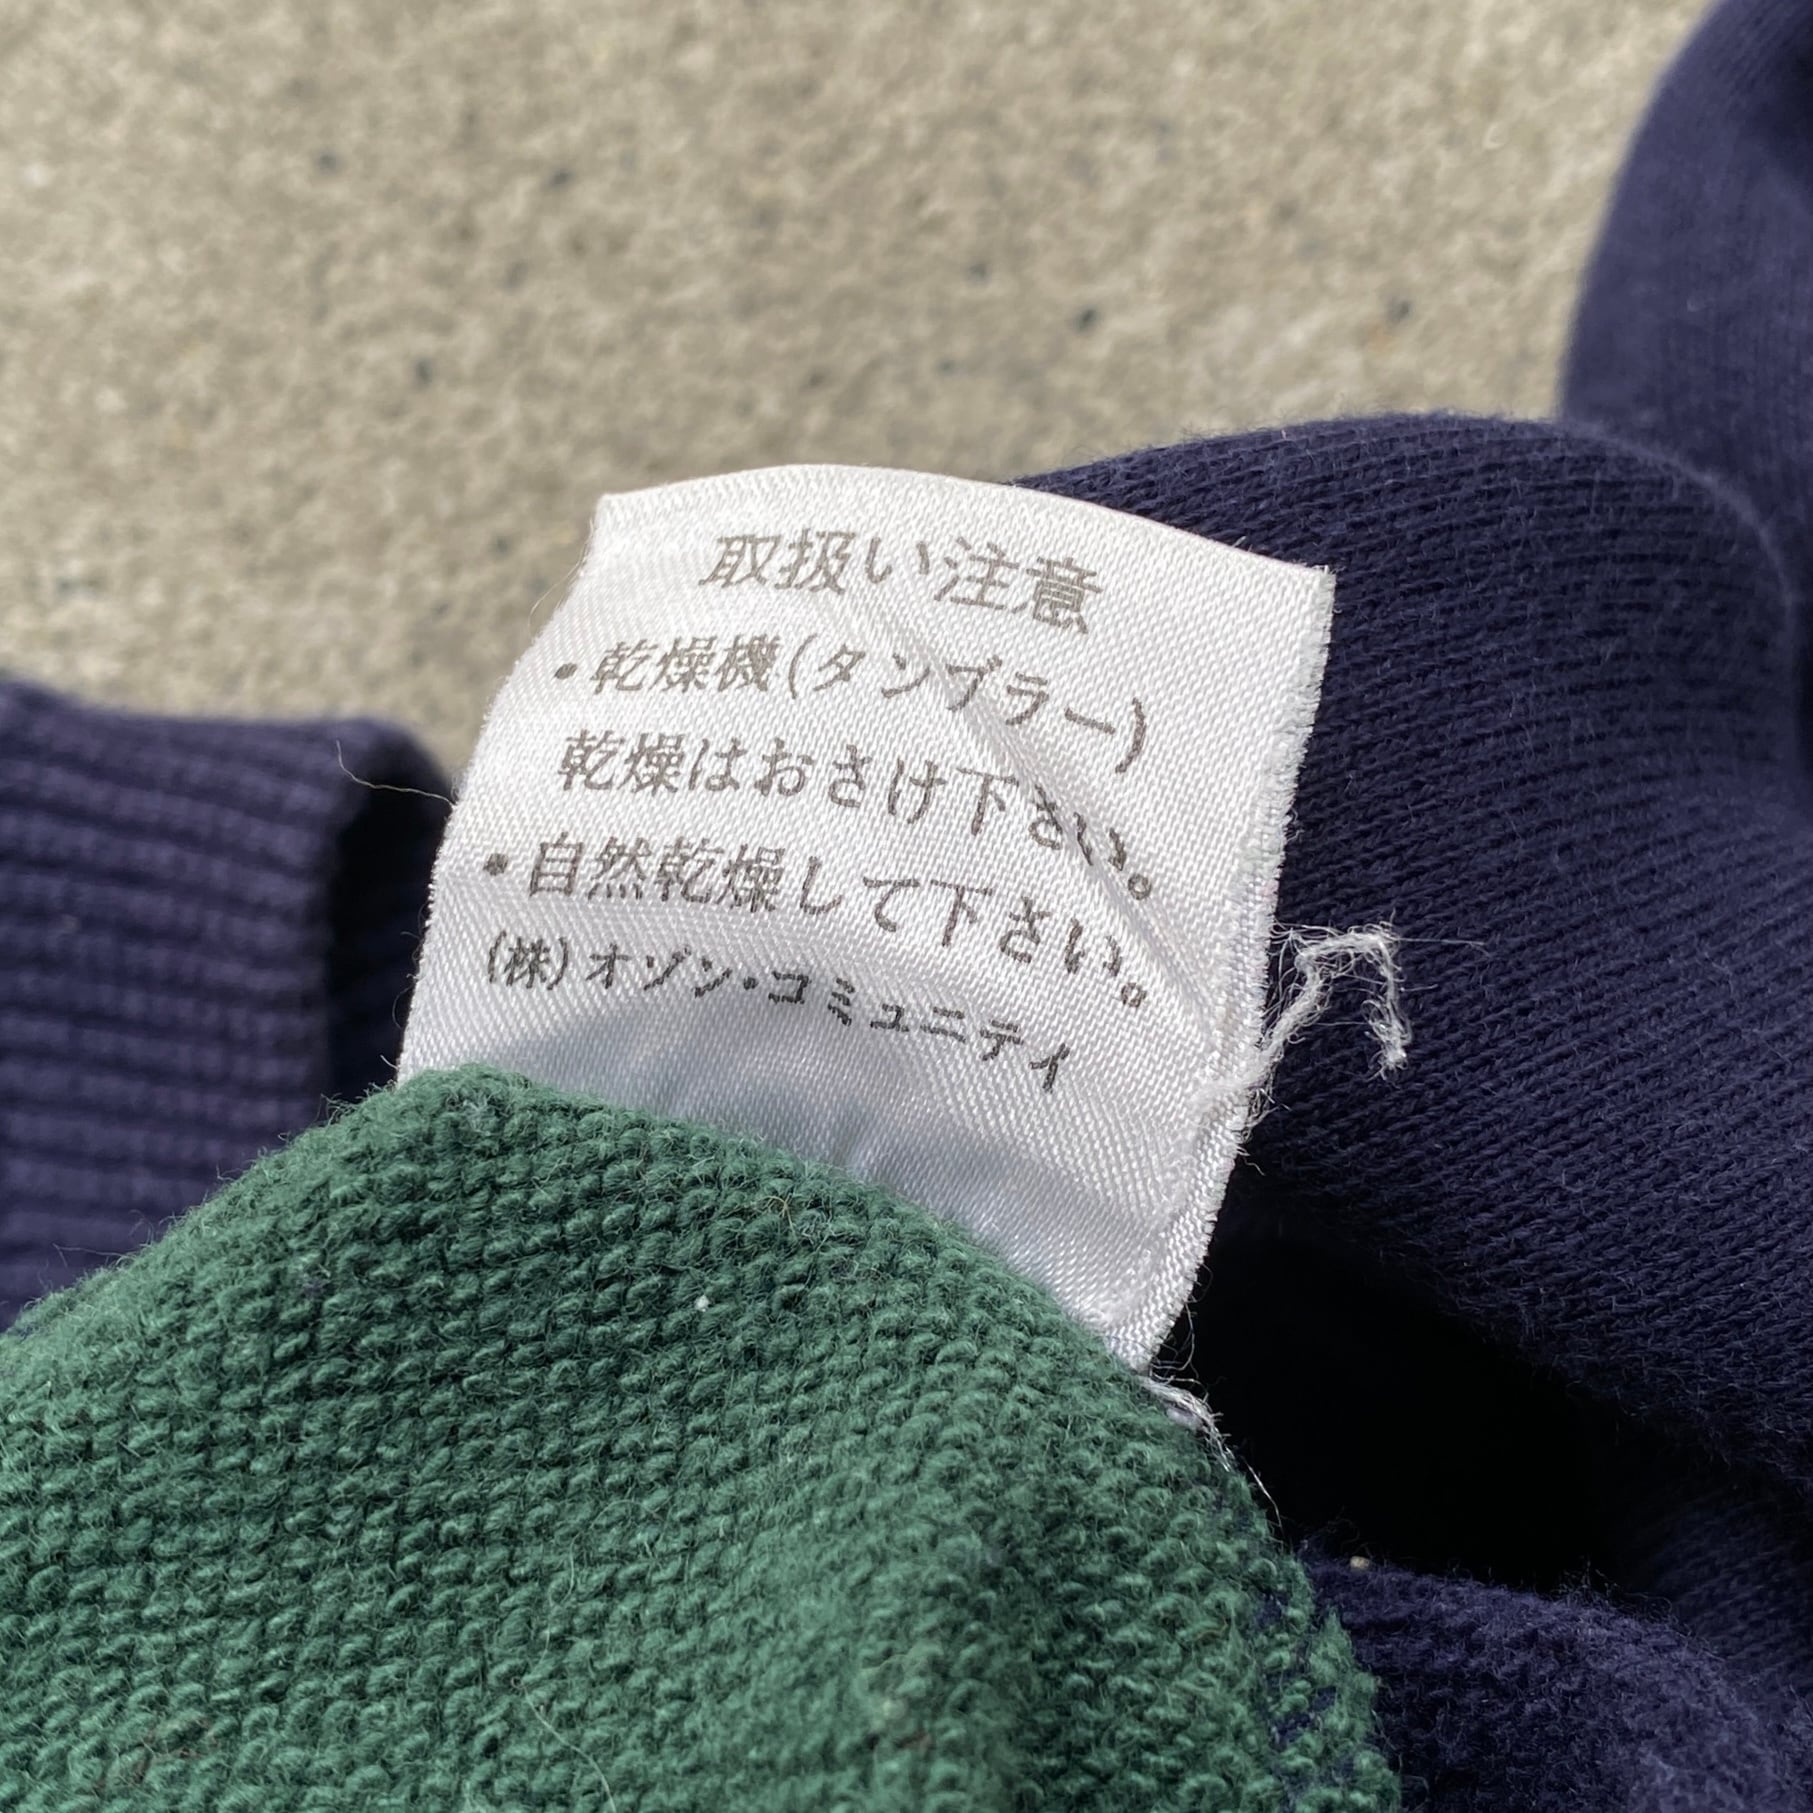 取扱い注意
・乾燥機(タンブラー)
乾燥はおさけ下さい。
・自然乾燥して下さい。
(株)オゾン・コミュニティ